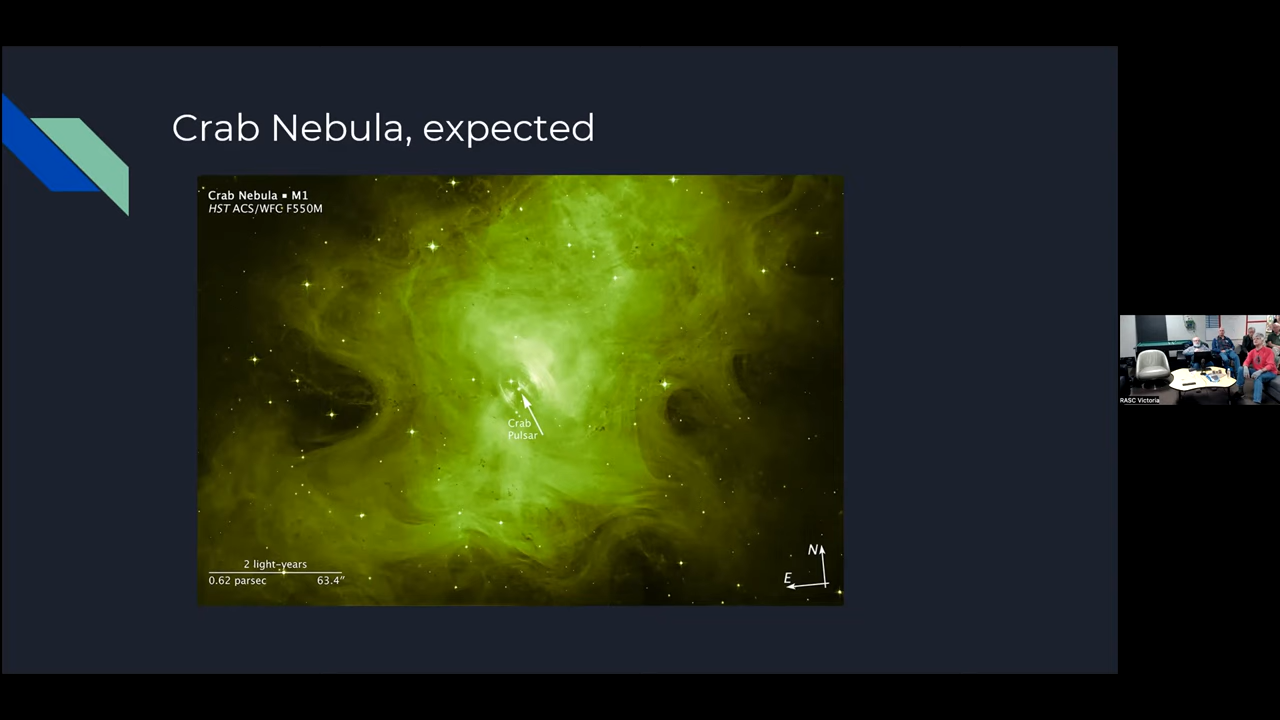 Crab Nebula, expected
Crab Nebula ▪ M1
HST ACS/WFC F550M
Crab
Pulsar
2 light-years
0.62 parsec 63.4″
N
E
RASC Victoria